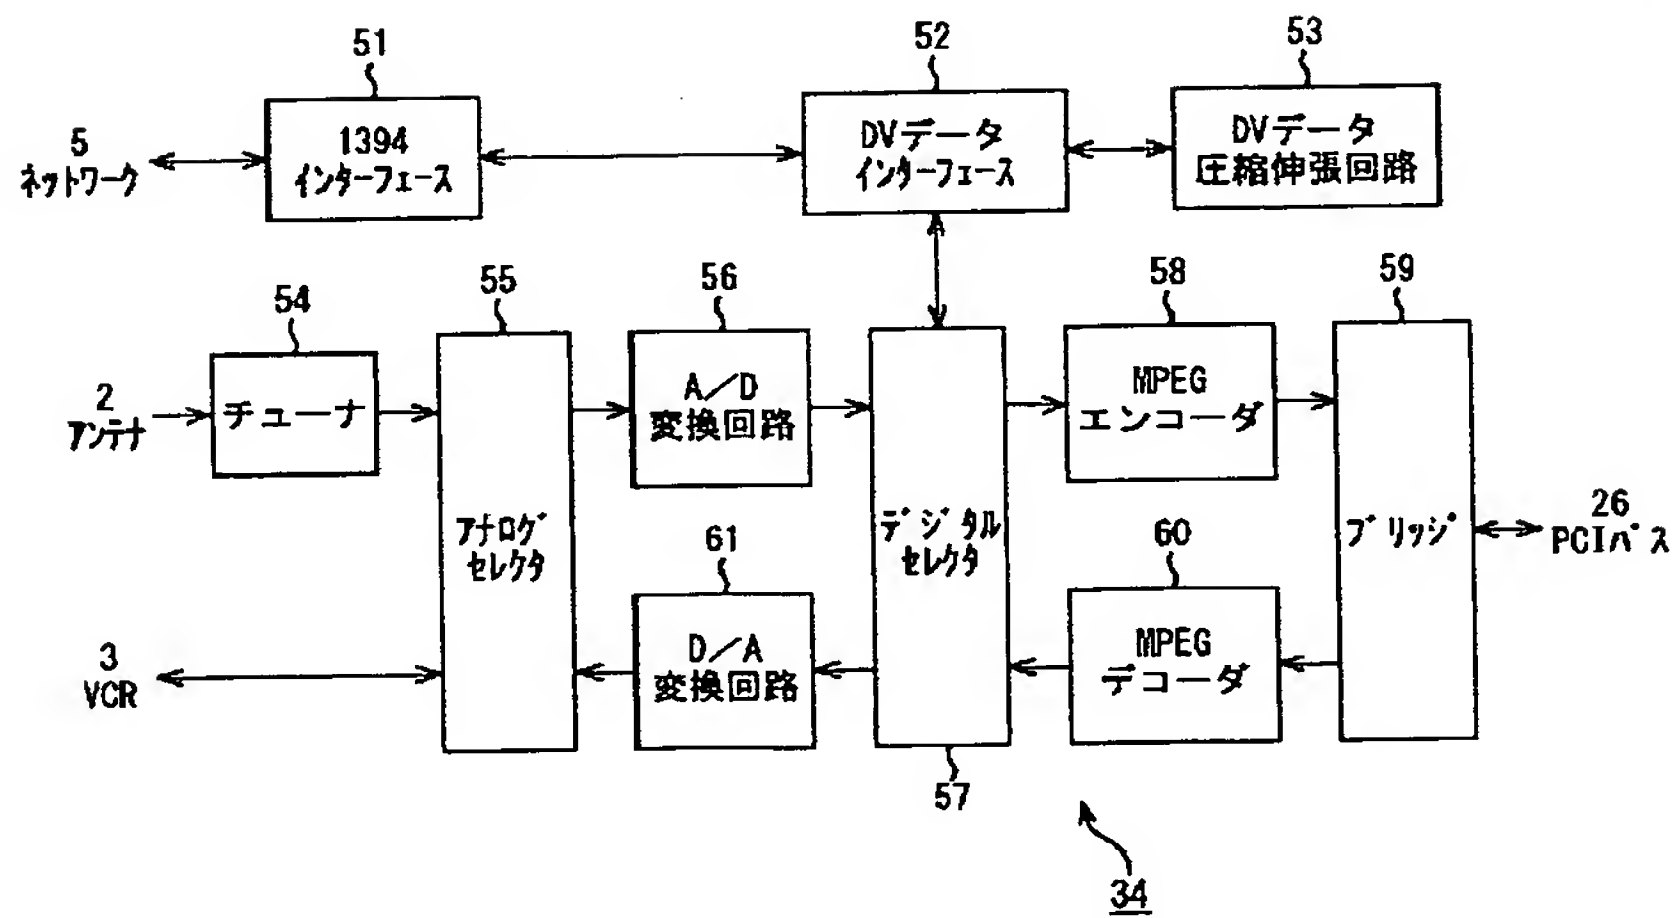 51
52
53
5
ネットワーク
1394
インターフェース
DVデータ
インターフェース
DVデータ
圧縮伸張回路
54
55
56
58
59
2
アンテナ
チューナ
A/D
変換回路
MPEG
エンコーダ
アナログ
セレクタ
デジタル
セレクタ
ブリッジ
26
PCIバス
61
60
3
VCR
D/A
変換回路
MPEG
デコーダ
57
34